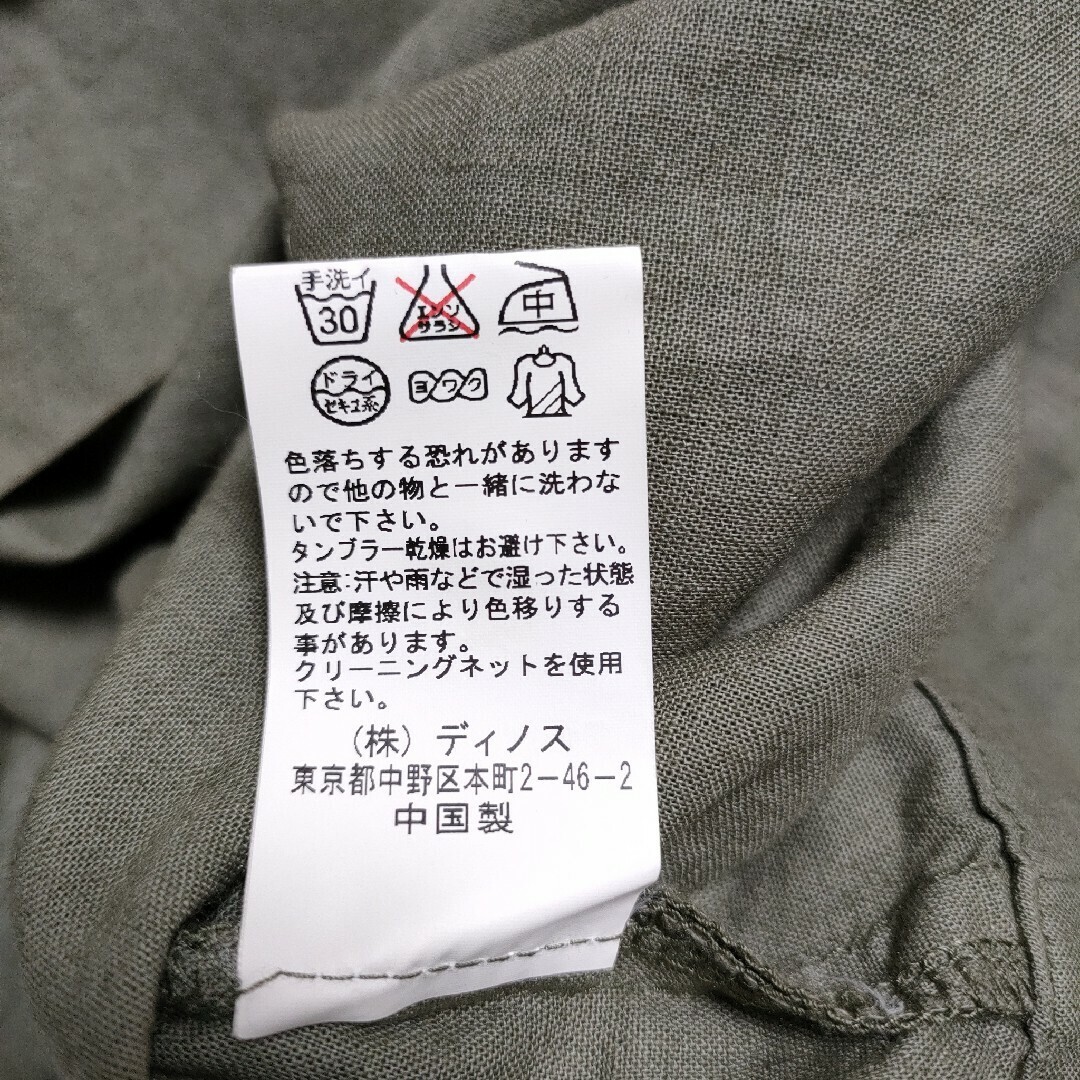 手洗イ
30
エンソ
サラシ
中
ドライ
セキユ系
ヨワク
色落ちする恐れがあります
ので他の物と一緒に洗わな
いで下さい。
タンブラー乾燥はお避け下さい。
注意:汗や雨などで湿った状態
及び摩擦により色移りする
事があります。
クリーニングネットを使用
下さい。
(株) ディノス
東京都中野区本町2-46-2
中国製